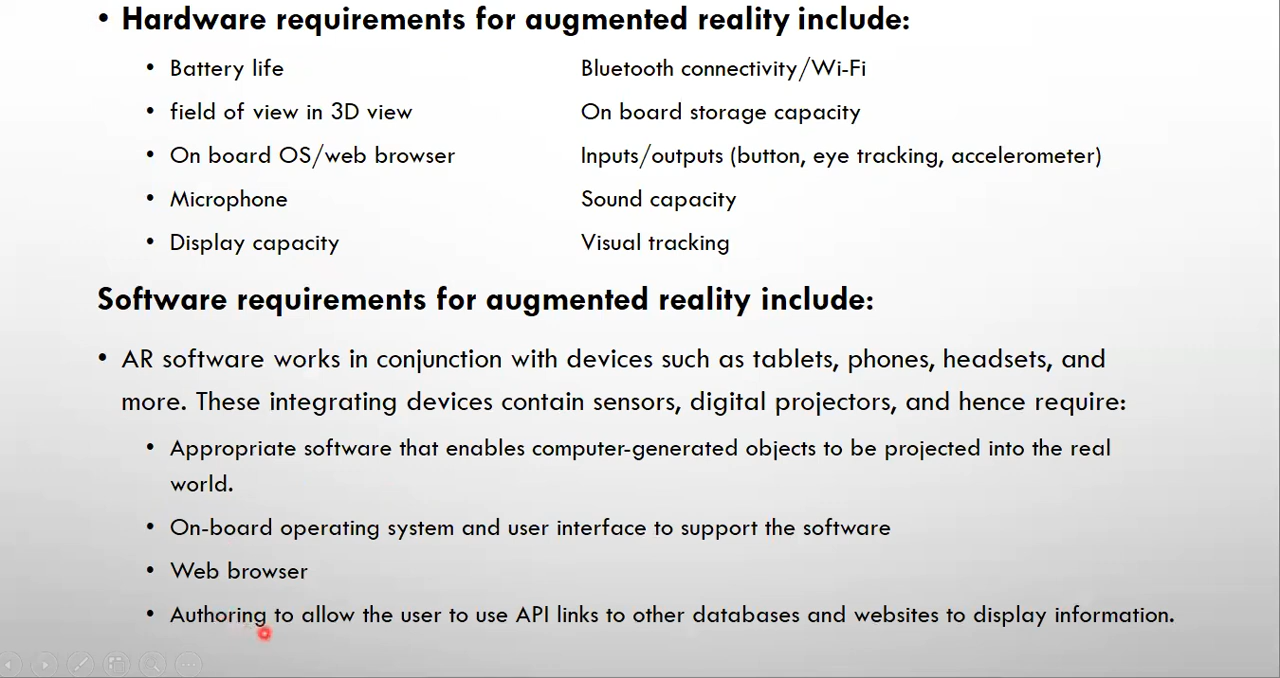 • Hardware requirements for augmented reality include:
• Battery life Bluetooth connectivity/Wi-Fi
• field of view in 3D view On board storage capacity
• On board OS/web browser Inputs/outputs (button, eye tracking, accelerometer)
• Microphone Sound capacity
• Display capacity Visual tracking
Software requirements for augmented reality include:
• AR software works in conjunction with devices such as tablets, phones, headsets, and
more. These integrating devices contain sensors, digital projectors, and hence require:
• Appropriate software that enables computer-generated objects to be projected into the real
world.
• On-board operating system and user interface to support the software
• Web browser
• Authoring to allow the user to use API links to other databases and websites to display information.